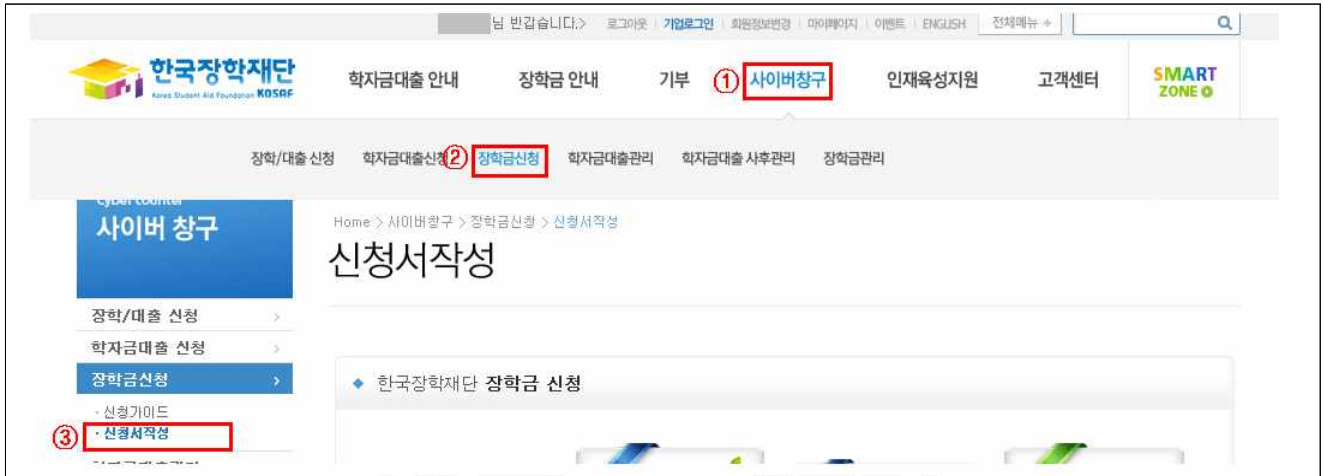 님 반갑습니다.> 로그아웃 기업로그인 회원정보변경 마이페이지 이벤트 ENGLISH 전체메뉴 +
한국장학재단
Korea Student Aid Foundation KOSAF
학자금대출 안내 장학금 안내 기부 ① 사이버창구 인재육성지원 고객센터 SMART
ZONE
장학/대출 신청 학자금대출신청 ② 장학금신청 학자금대출관리 학자금대출 사후관리 장학금관리
Cyber counter
사이버 창구
Home > 사이버창구 > 장학금신청 > 신청서작성
신청서작성
장학/대출 신청 >
학자금대출 신청 >
장학금신청 >
◆ 한국장학재단 장학금 신청
· 신청가이드
③ · 신청서작성